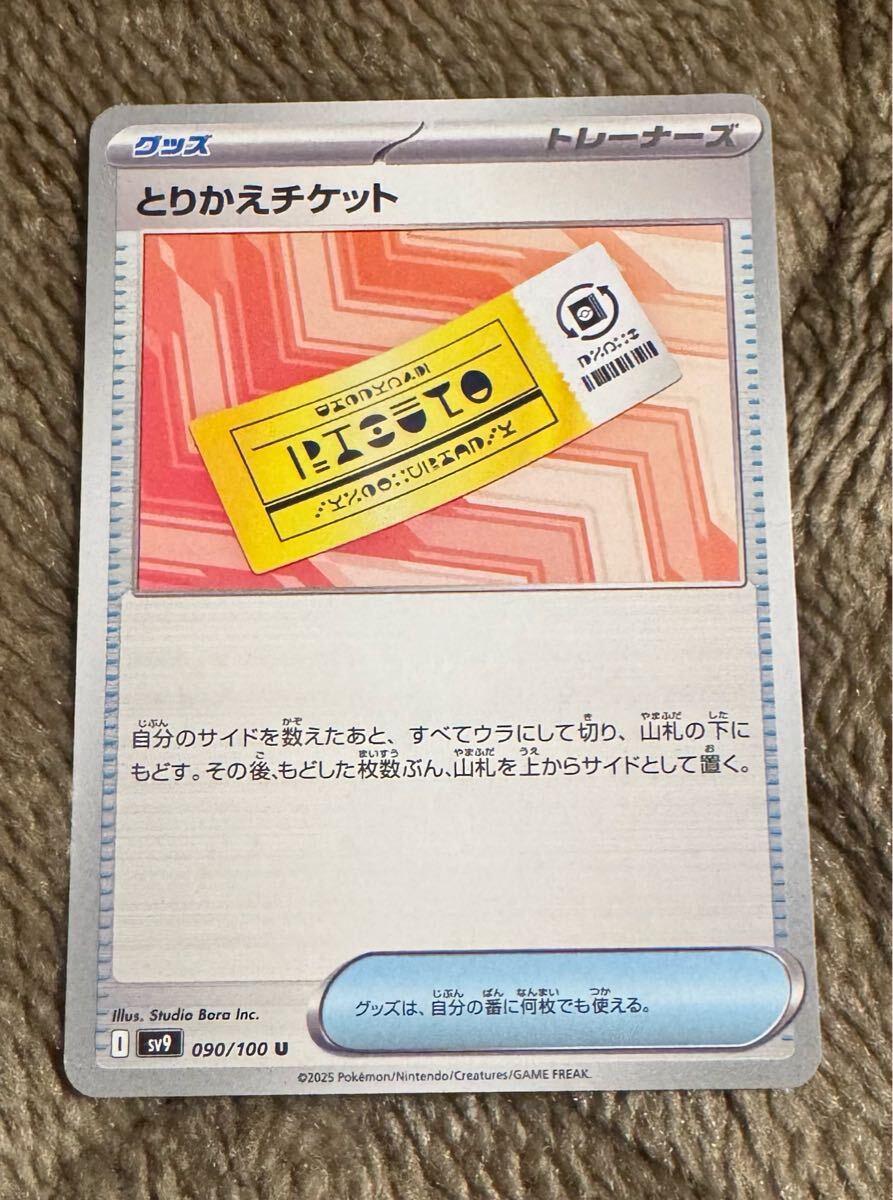 グッズ
トレーナーズ
とりかえチケット
自分のサイドを数えたあと、すべてウラにして切り、山札の下に
もどす。その後、もどした枚数ぶん、山札を上からサイドとして置く。
グッズは、自分の番に何枚でも使える。
Illus. Studio Bora Inc.
I SV9 090/100 U
©2025 Pokémon/Nintendo/Creatures/GAME FREAK.